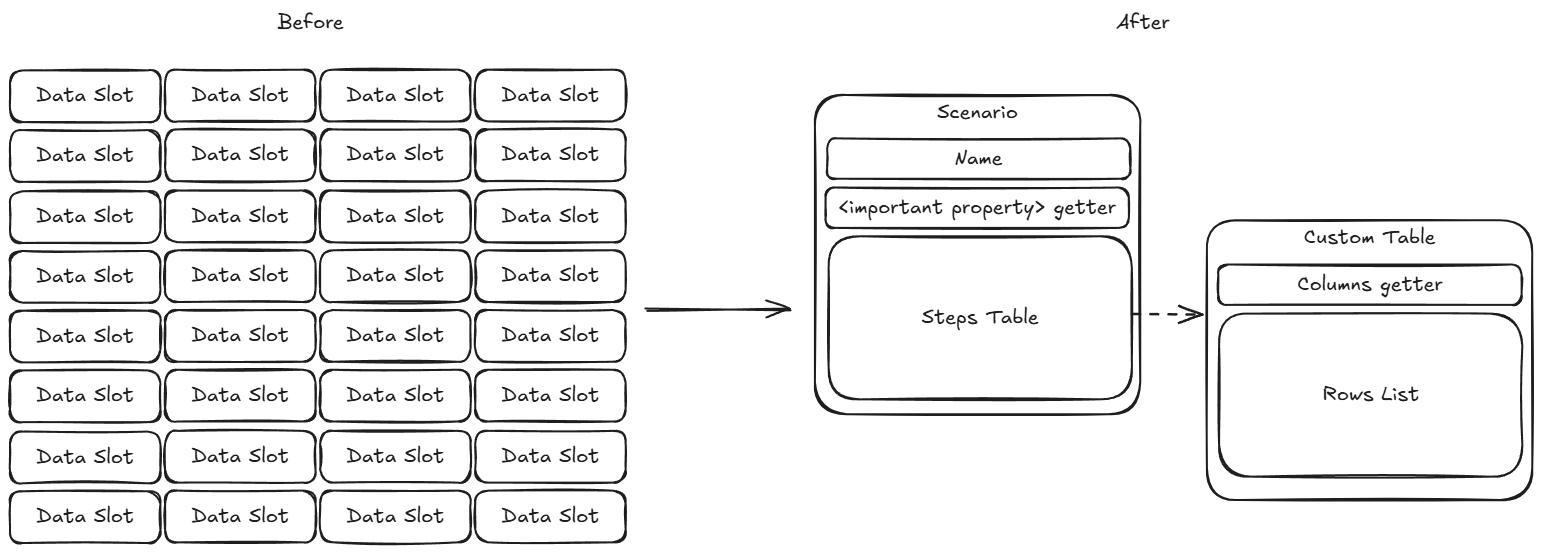 Before
Data Slot Data Slot Data Slot Data Slot
Data Slot Data Slot Data Slot Data Slot
Data Slot Data Slot Data Slot Data Slot
Data Slot Data Slot Data Slot Data Slot
Data Slot Data Slot Data Slot Data Slot
Data Slot Data Slot Data Slot Data Slot
Data Slot Data Slot Data Slot Data Slot
Data Slot Data Slot Data Slot Data Slot
After
Scenario
Name
<important property> getter
Steps Table
Custom Table
Columns getter
Rows List